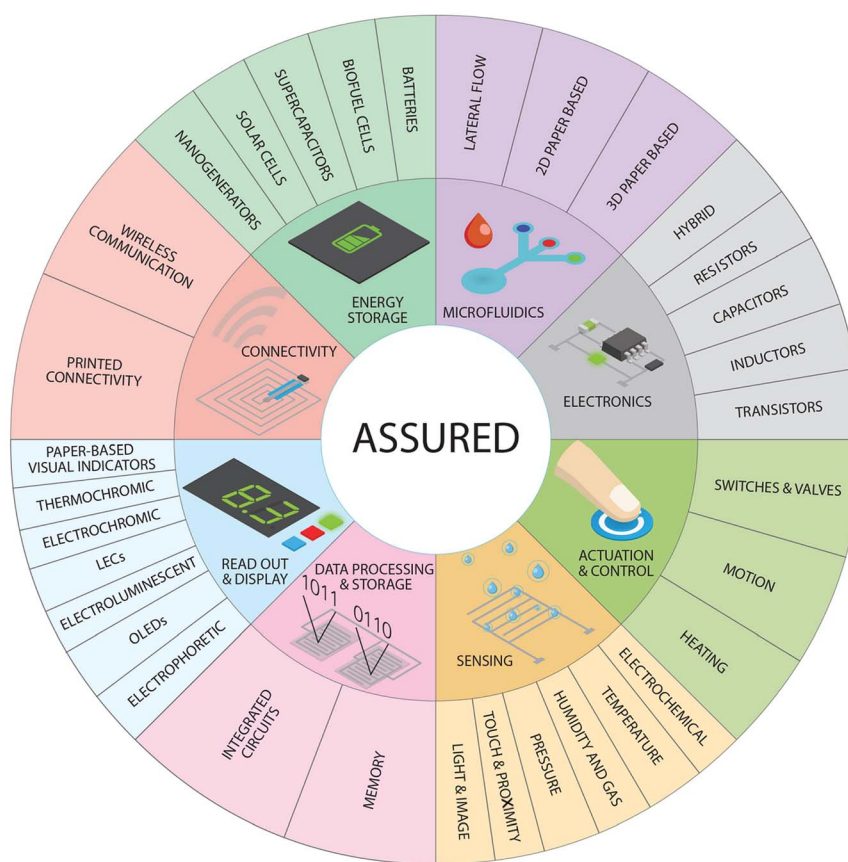 ASSURED
MICROFLUIDICS
LATERAL FLOW
2D PAPER BASED
3D PAPER BASED
ELECTRONICS
HYBRID
RESISTORS
CAPACITORS
INDUCTORS
TRANSISTORS
ACTUATION
& CONTROL
SWITCHES & VALVES
MOTION
HEATING
SENSING
ELECTROCHEMICAL
TEMPERATURE
HUMIDITY AND GAS
PRESSURE
TOUCH & PROXIMITY
LIGHT & IMAGE
DATA PROCESSING
& STORAGE
1011
0110
MEMORY
INTEGRATED
CIRCUITS
READ OUT
& DISPLAY
ELECTROPHORETIC
OLEDs
ELECTROLUMINESCENT
LECs
ELECTROCHROMIC
THERMOCHROMIC
PAPER-BASED
VISUAL INDICATORS
CONNECTIVITY
PRINTED
CONNECTIVITY
WIRELESS
COMMUNICATION
ENERGY
STORAGE
NANOGENERATORS
SOLAR CELLS
SUPERCAPACITORS
BIOFUEL CELLS
BATTERIES